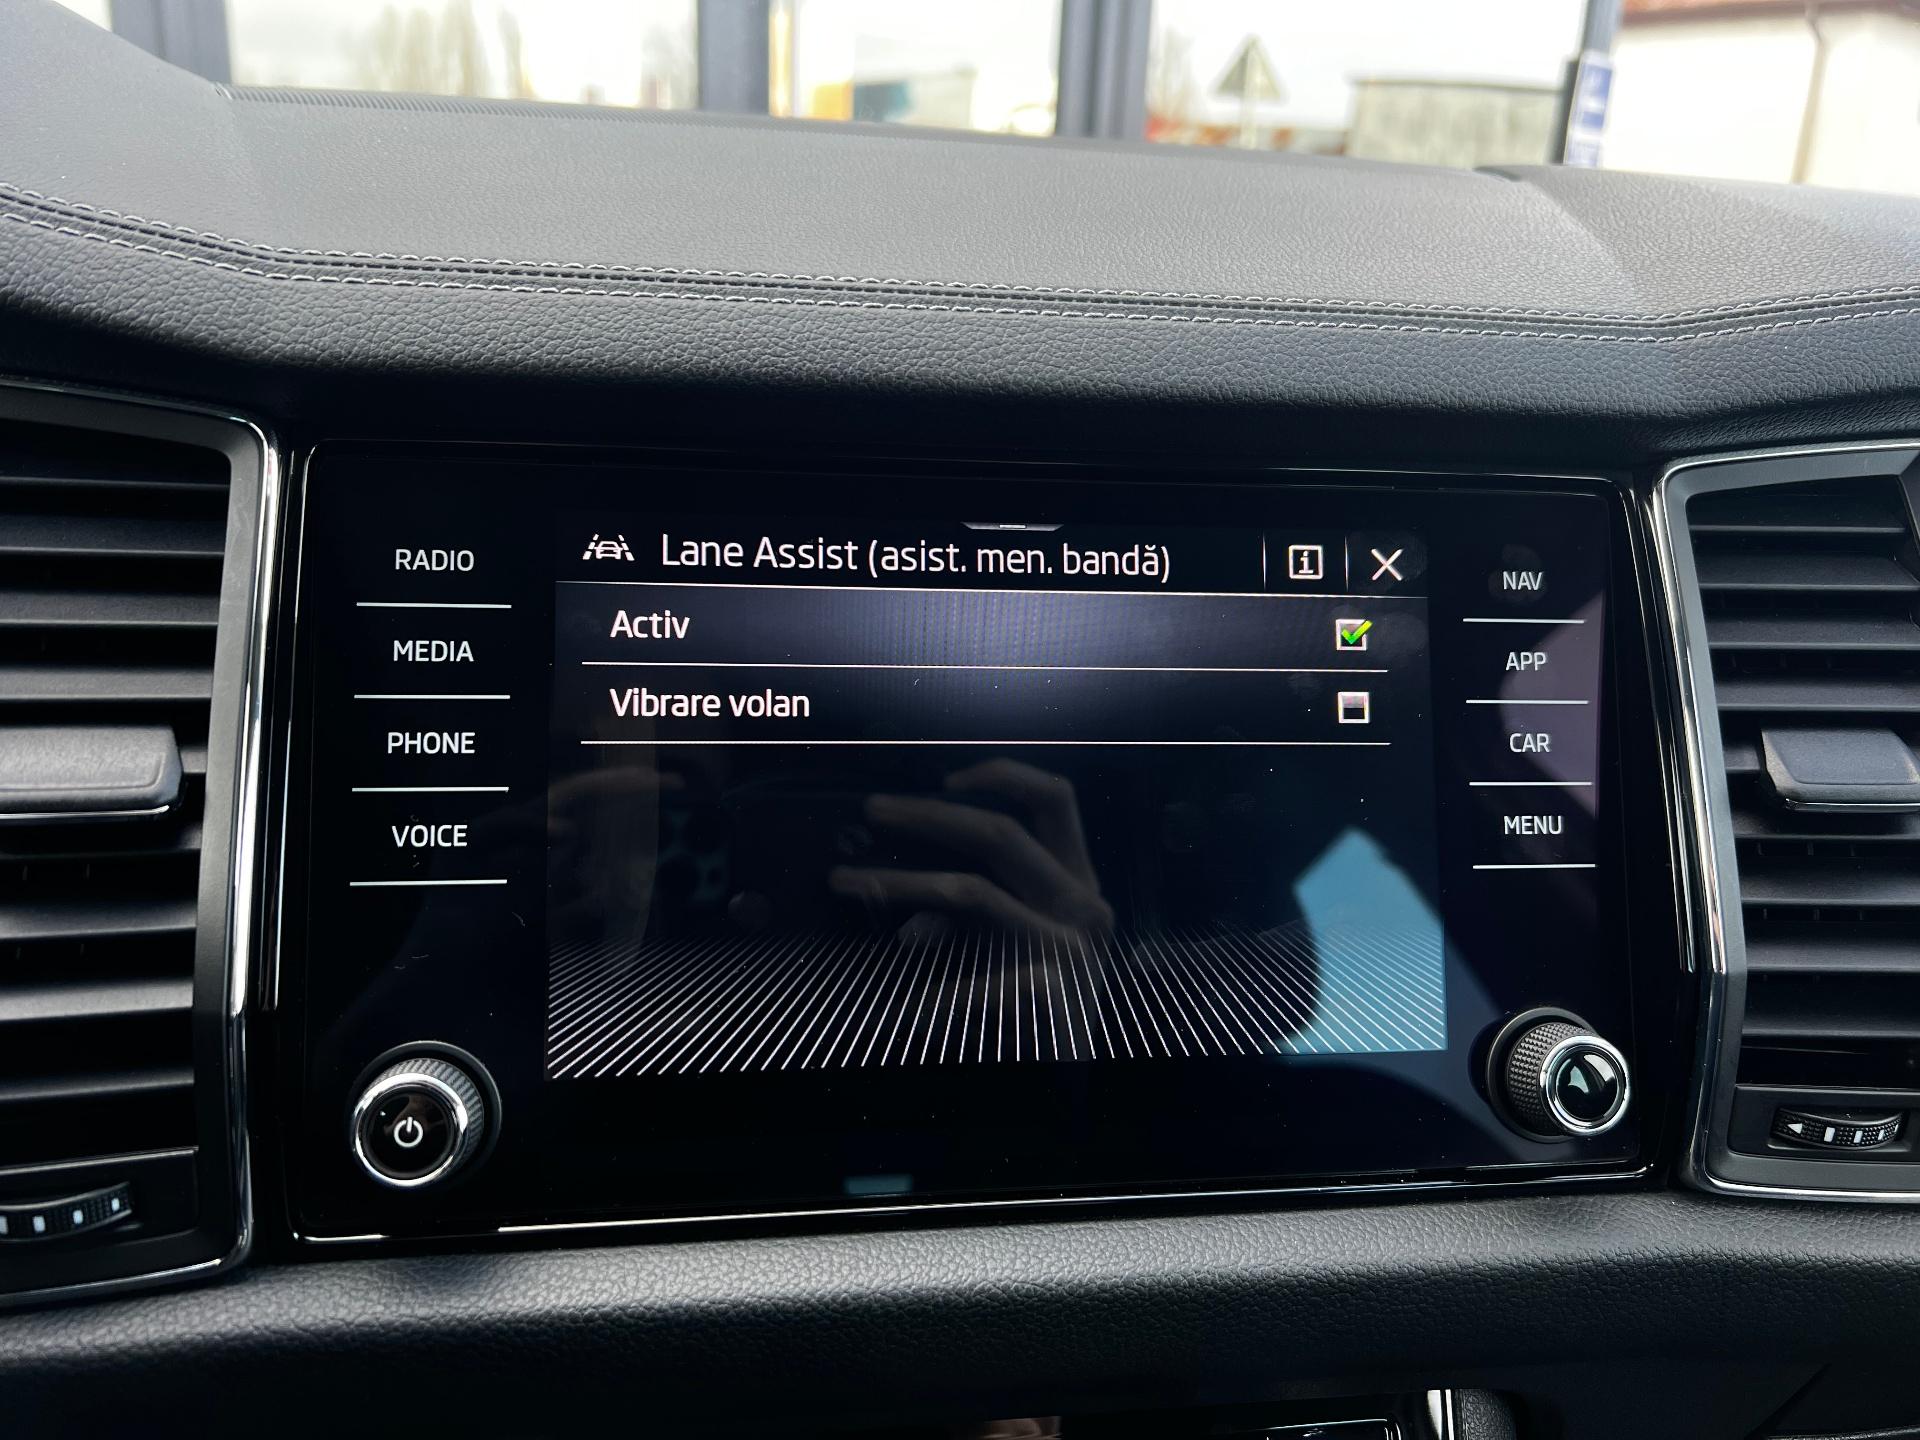 Lane Assist (asist. men. bandă)
Activ
Vibrare volan
RADIO
MEDIA
PHONE
VOICE
NAV
APP
CAR
MENU